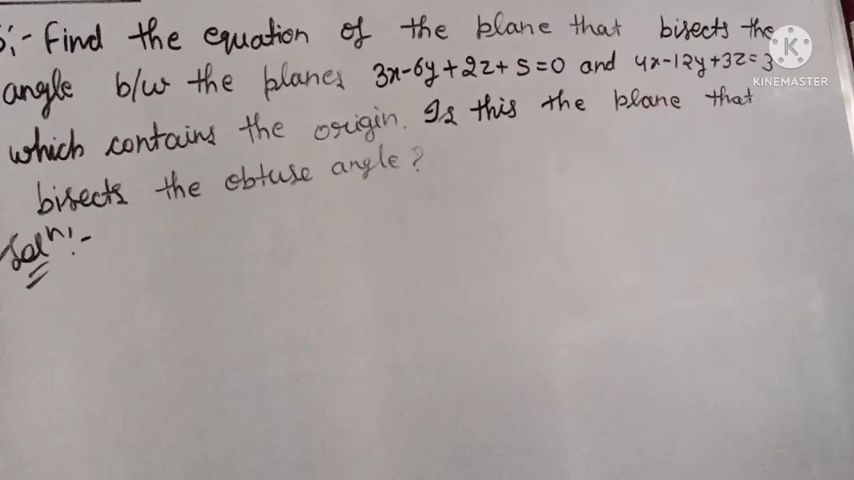 5:- Find the equation of the plane that bisects the
angle b/w the planes 3x-6y+2z+5=0 and 4x-12y+3z=3
which contains the origin. Is this the plane that
bisects the obtuse angle?
Solⁿ:-
K
KINEMASTER